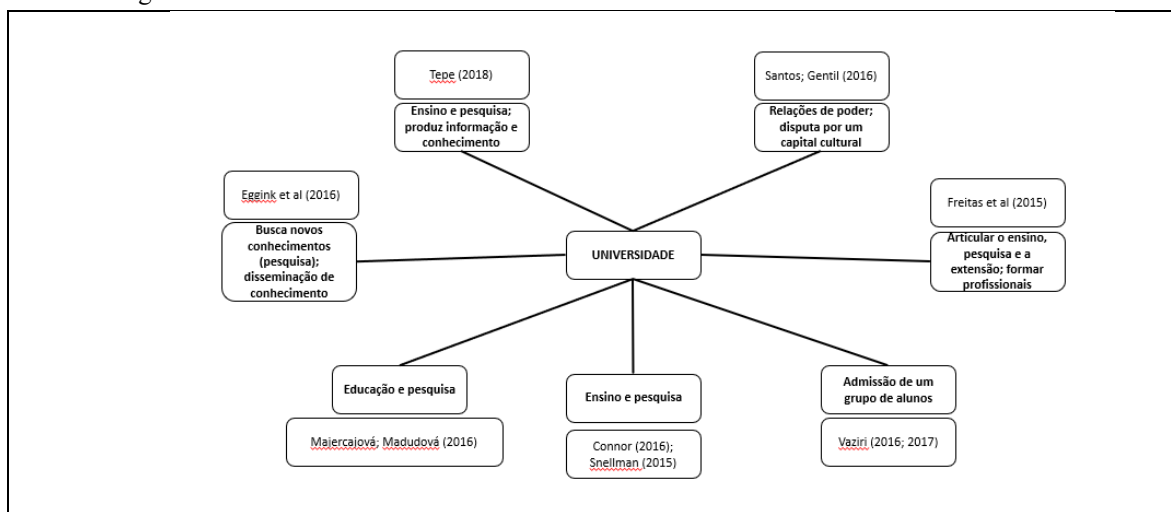 Tepe (2018)
Ensino e pesquisa;
produz informação e
conhecimento
Santos; Gentil (2016)
Relações de poder;
disputa por um
capital cultural
Eggink et al (2016)
Busca novos
conhecimentos
(pesquisa);
disseminação de
conhecimento
UNIVERSIDADE
Freitas et al (2015)
Articular o ensino,
pesquisa e a
extensão; formar
profissionais
Educação e pesquisa
Majercajová; Madudová (2016)
Ensino e pesquisa
Connor (2016);
Snellman (2015)
Admissão de um
grupo de alunos
Vaziri (2016; 2017)